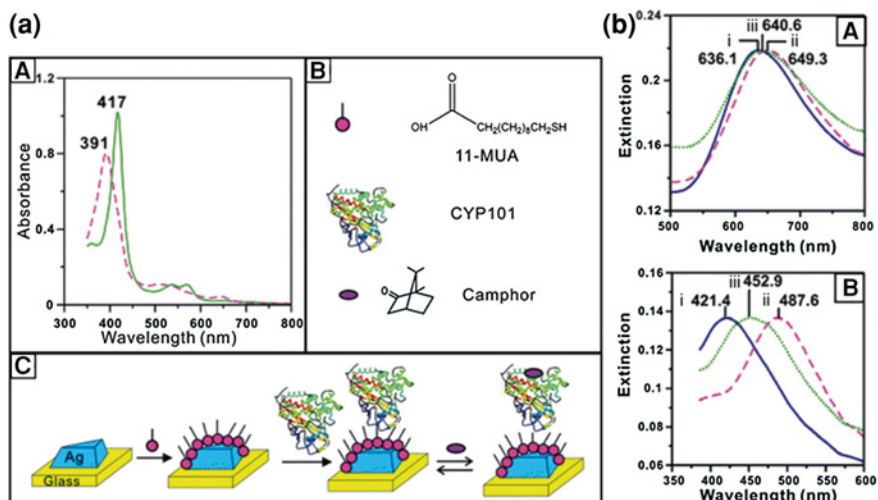 (a)
A
1.2
0.8
0.4
0
417
391
Absorbance
300 400 500 600 700 800
Wavelength (nm)
B
O
OH
CH2(CH2)8CH2SH
11-MUA
CYP101
O
Camphor
C
Ag
Glass
(b)
A
0.24
0.2
0.16
0.12
iii 640.6
i
ii
636.1
649.3
Extinction
500 600 700 800
Wavelength (nm)
B
0.16
0.14
0.12
0.1
0.08
0.06
iii 452.9
i 421.4
ii 487.6
Extinction
350 400 450 500 550 600
Wavelength (nm)